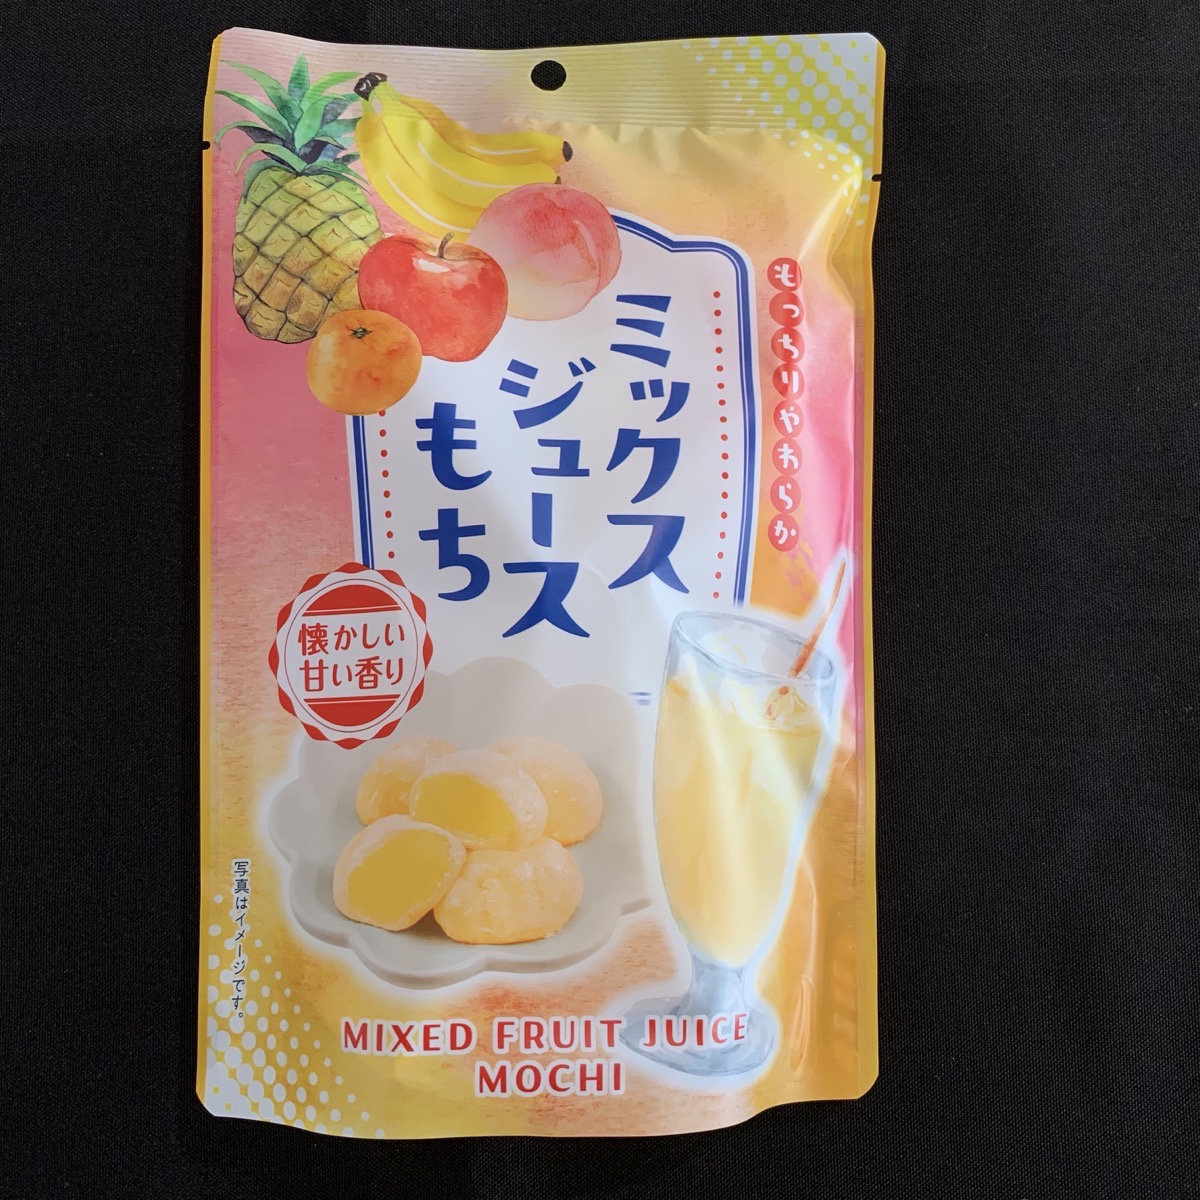 もっちりやわらか
ミックス
ジュース
もち
懐かしい
甘い香り
写真はイメージです。
MIXED FRUIT JUICE
MOCHI